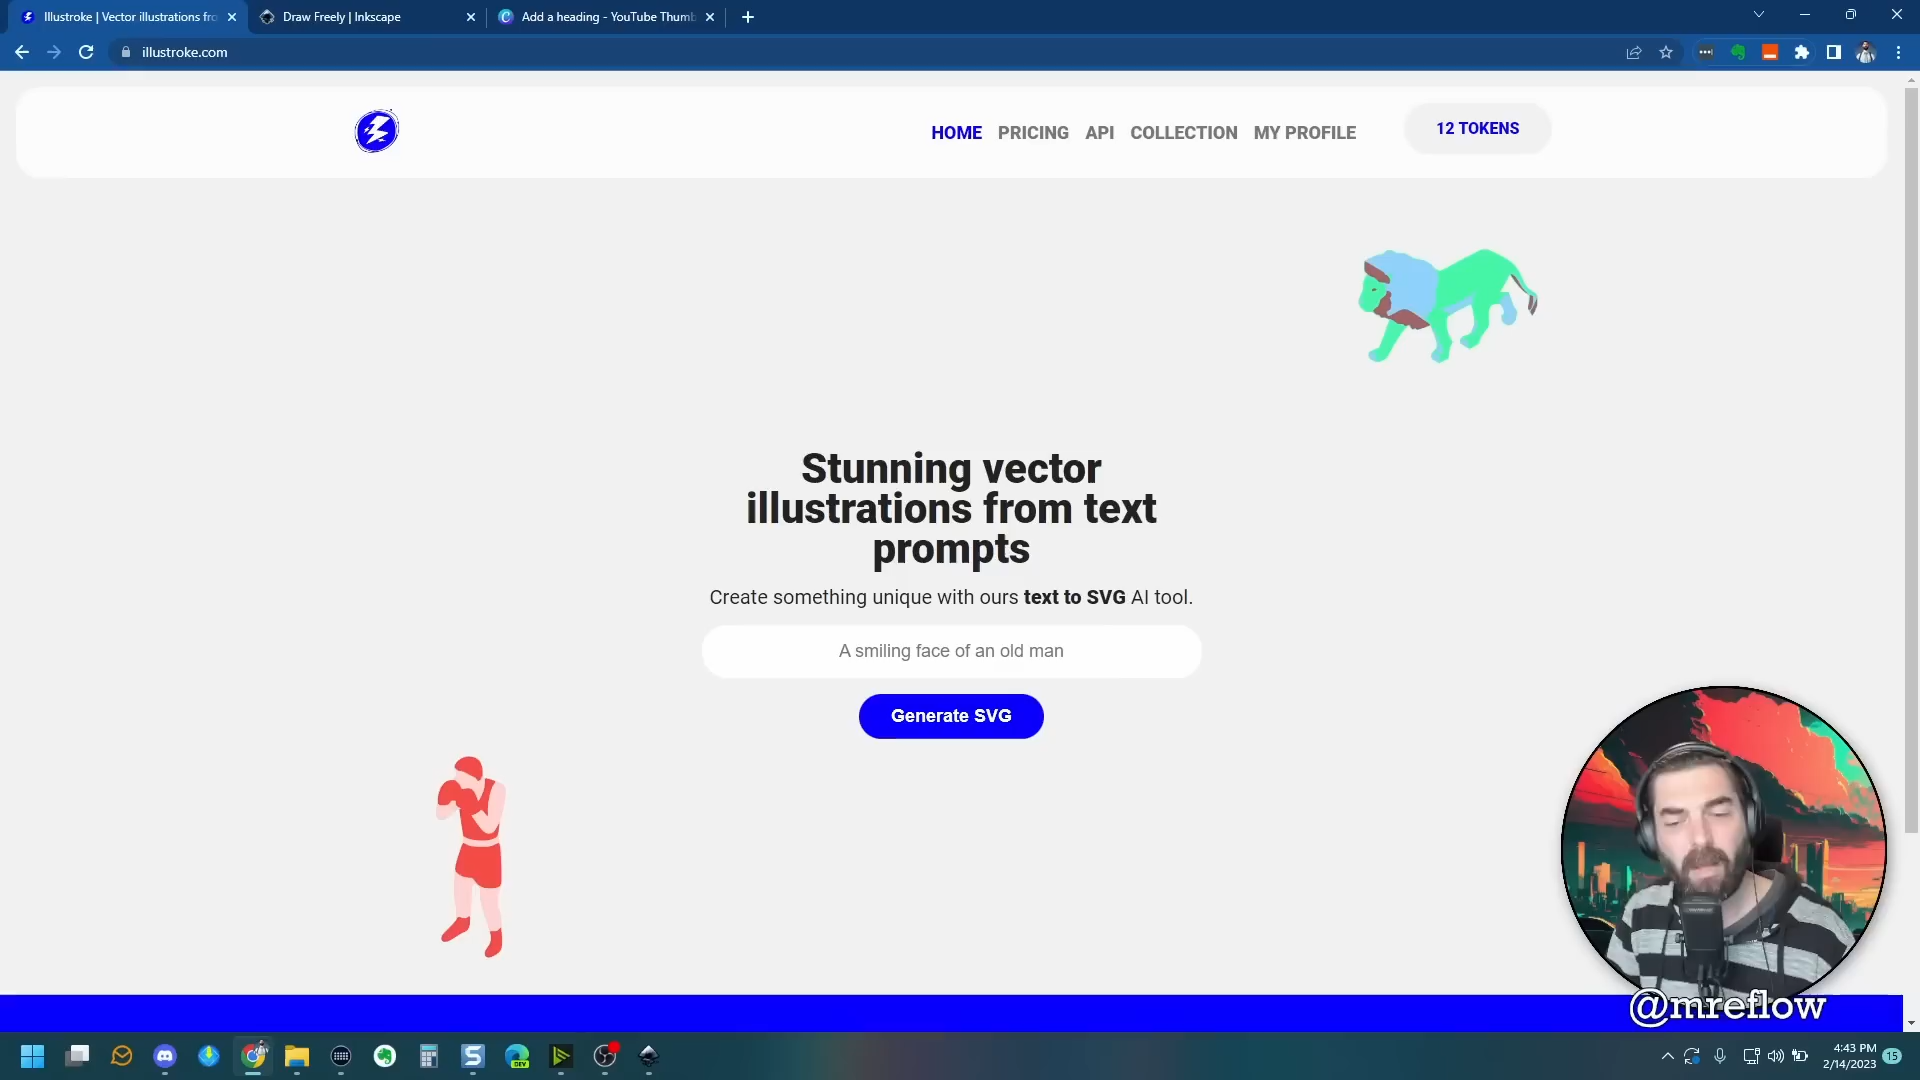 Illustroke | Vector illustrations fro
Draw Freely | Inkscape
Add a heading - YouTube Thumb
illustroke.com
HOME
PRICING
API
COLLECTION
MY PROFILE
12 TOKENS
Stunning vector
illustrations from text
prompts
Create something unique with ours text to SVG AI tool.
A smiling face of an old man
Generate SVG
@mreflow
DEV
4:43 PM
2/14/2023
15